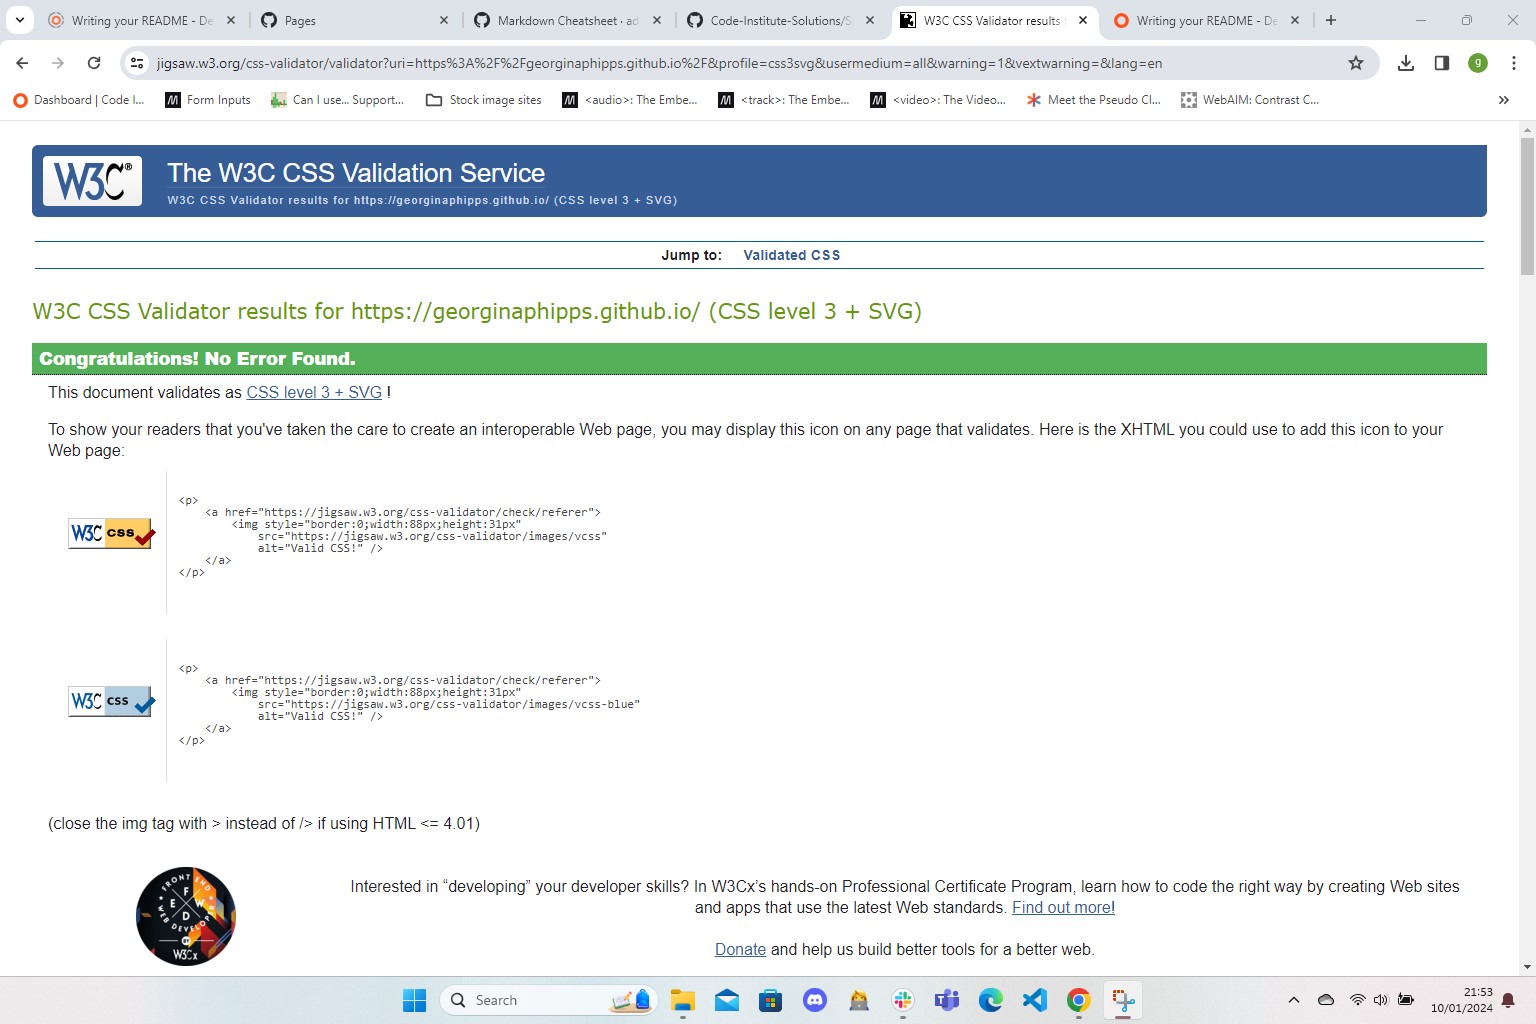 Writing your README - De
Pages
Markdown Cheatsheet · ad
Code-Institute-Solutions/S
W3C CSS Validator results f
Writing your README - De
jigsaw.w3.org/css-validator/validator?uri=https%3A%2F%2Fgeorginaphipps.github.io%2F&profile=css3svg&usermedium=all&warning=1&vextwarning=&lang=en
g
Dashboard | Code I...
Form Inputs
Can I use... Support...
Stock image sites
<audio>: The Embe...
<track>: The Embe...
<video>: The Video...
Meet the Pseudo Cl...
WebAIM: Contrast C...
W3C®
The W3C CSS Validation Service
W3C CSS Validator results for https://georginaphipps.github.io/ (CSS level 3 + SVG)
Jump to: Validated CSS
W3C CSS Validator results for https://georginaphipps.github.io/ (CSS level 3 + SVG)
Congratulations! No Error Found.
This document validates as CSS level 3 + SVG !
To show your readers that you've taken the care to create an interoperable Web page, you may display this icon on any page that validates. Here is the XHTML you could use to add this icon to your
Web page:
W3C css
<p>
<a href="https://jigsaw.w3.org/css-validator/check/referer">
<img style="border:0;width:88px;height:31px"
src="https://jigsaw.w3.org/css-validator/images/vcss"
alt="Valid CSS!" />
</a>
</p>
W3C css
<p>
<a href="https://jigsaw.w3.org/css-validator/check/referer">
<img style="border:0;width:88px;height:31px"
src="https://jigsaw.w3.org/css-validator/images/vcss-blue"
alt="Valid CSS!" />
</a>
</p>
(close the img tag with > instead of /> if using HTML <= 4.01)
FRONT END
F
E W
D
WEB DEVELOPER
BY
W3Cx
Interested in “developing” your developer skills? In W3Cx’s hands-on Professional Certificate Program, learn how to code the right way by creating Web sites
and apps that use the latest Web standards. Find out more!
Donate and help us build better tools for a better web.
Search
21:53
10/01/2024